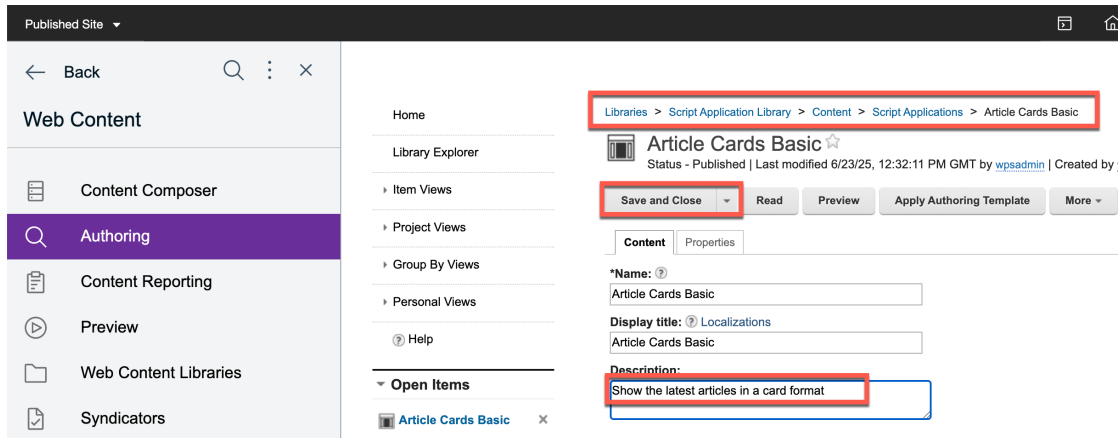 Published Site
Back
Web Content
Content Composer
Authoring
Content Reporting
Preview
Web Content Libraries
Syndicators
Home
Library Explorer
Item Views
Project Views
Group By Views
Personal Views
Help
Open Items
Article Cards Basic
Libraries > Script Application Library > Content > Script Applications > Article Cards Basic
Article Cards Basic
Status - Published | Last modified 6/23/25, 12:32:11 PM GMT by wpsadmin | Created by
Save and Close Read Preview Apply Authoring Template More
Content Properties
*Name:
Article Cards Basic
Display title: Localizations
Article Cards Basic
Description:
Show the latest articles in a card format